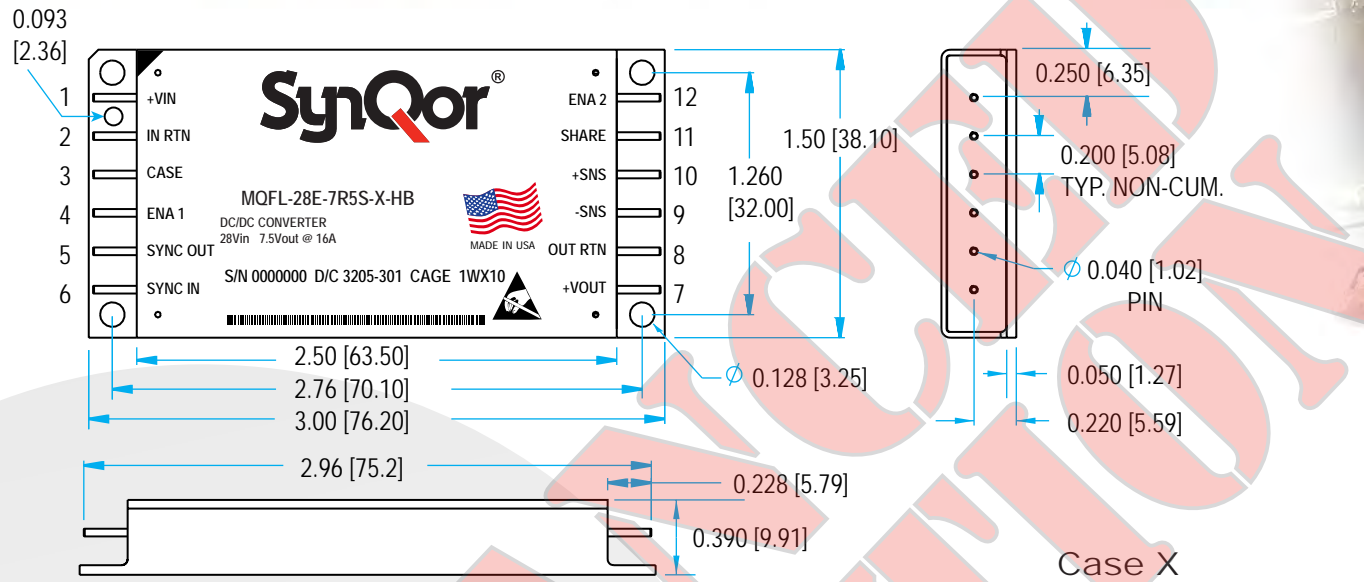 0.093
[2.36]
SynQor®
1 +VIN
2 IN RTN
3 CASE
4 ENA 1
5 SYNC OUT
6 SYNC IN
ENA 2 12
SHARE 11
+SNS 10
-SNS 9
OUT RTN 8
+VOUT 7
MQFL-28E-7R5S-X-HB
DC/DC CONVERTER
28Vin 7.5Vout @ 16A
MADE IN USA
S/N 0000000 D/C 3205-301 CAGE 1WX10
1.260
[32.00]
1.50 [38.10]
2.50 [63.50]
2.76 [70.10]
3.00 [76.20]
Ø 0.128 [3.25]
0.250 [6.35]
0.200 [5.08]
TYP. NON-CUM.
Ø 0.040 [1.02]
PIN
0.050 [1.27]
0.220 [5.59]
2.96 [75.2]
0.228 [5.79]
0.390 [9.91]
Case X